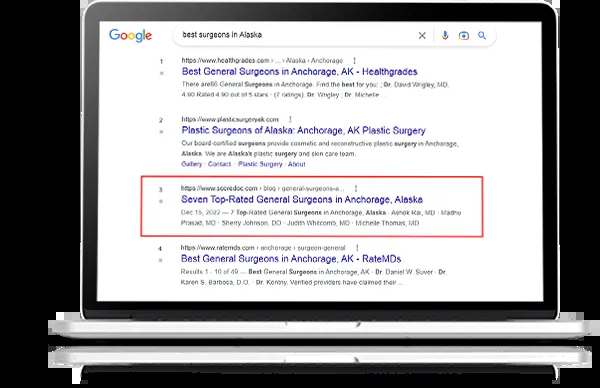 Google
best surgeons in Alaska
1
https://www.healthgrades.com › ... › Alaska › Anchorage
Best General Surgeons in Anchorage, AK - Healthgrades
There are66 General Surgeons in Anchorage. Find the best for you: ; Dr. David Wrigley, MD.
4.90 Rated 4.90 out of 5 stars · (7 ratings). Dr. Wrigley ; Dr. Michelle ...
2
https://www.plasticsurgeryak.com
Plastic Surgeons of Alaska: Anchorage, AK Plastic Surgery
Our board-certified surgeons provide cosmetic and reconstructive plastic surgery in Anchorage,
Alaska. We are Alaska's plastic surgery and skin care team.
Gallery · Contact · Plastic Surgery · About
3
https://www.sccredoc.com › blog › general-surgeons-a...
Seven Top-Rated General Surgeons in Anchorage, Alaska
Dec 15, 2022 — 7 Top-Rated General Surgeons in Anchorage, Alaska · Ashok Rai, MD · Madhu
Prasad, MD · Sherry Johnson, DO · Judith Whitcomb, MD · Michelle Thomas, MD
4
https://www.ratemds.com › anchorage › surgeon-general
Best General Surgeons in Anchorage, AK - RateMDs
Results 1 - 10 of 49 — Best General Surgeons in Anchorage, AK · Dr. Daniel W. Suver · Dr.
Karen S. Barbosa, D.O. · Dr. Kontny. Verified providers have claimed their ...